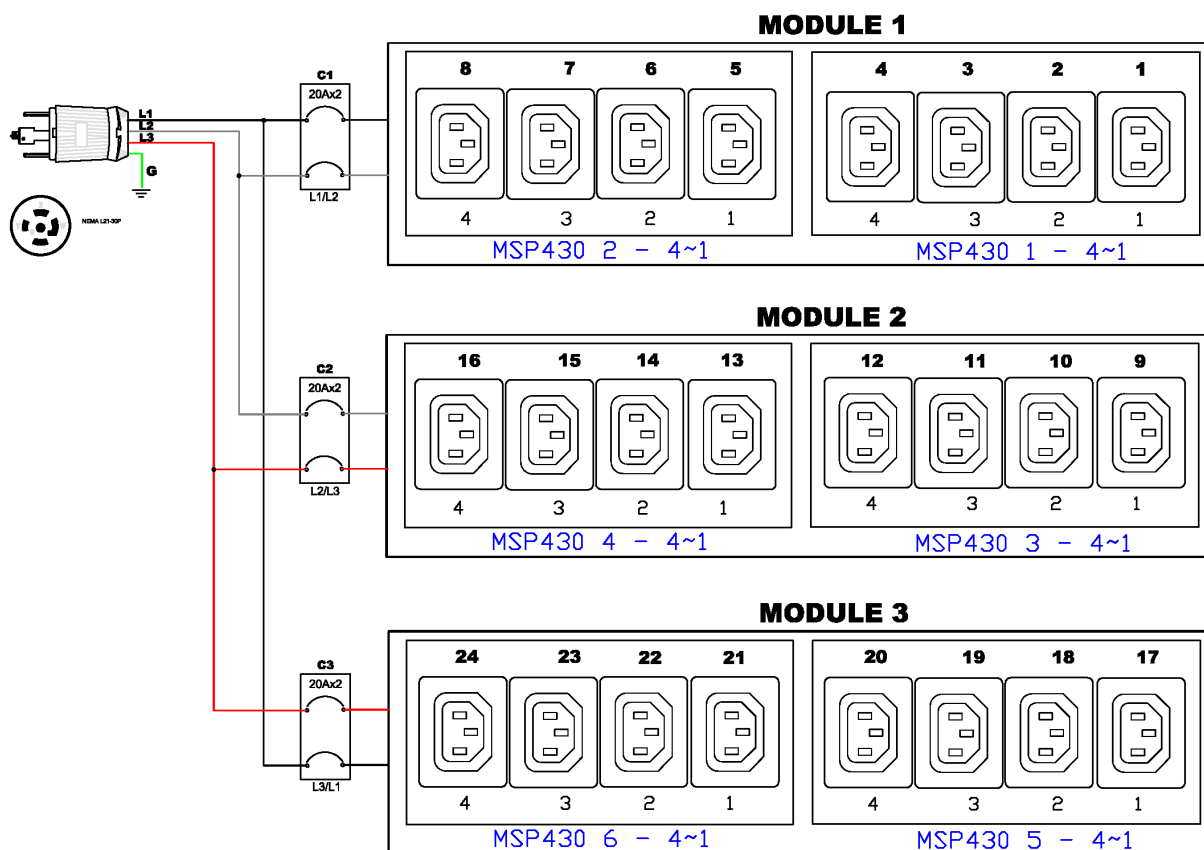 MODULE 1
8 7 6 5 4 3 2 1
C1
20Ax2
L1
L2
L3
G
L1/L2
NEMA L21-30P
4 3 2 1 4 3 2 1
MSP430 2 - 4~1 MSP430 1 - 4~1
MODULE 2
16 15 14 13 12 11 10 9
C2
20Ax2
L2/L3
4 3 2 1 4 3 2 1
MSP430 4 - 4~1 MSP430 3 - 4~1
MODULE 3
24 23 22 21 20 19 18 17
C3
20Ax2
L3/L1
4 3 2 1 4 3 2 1
MSP430 6 - 4~1 MSP430 5 - 4~1